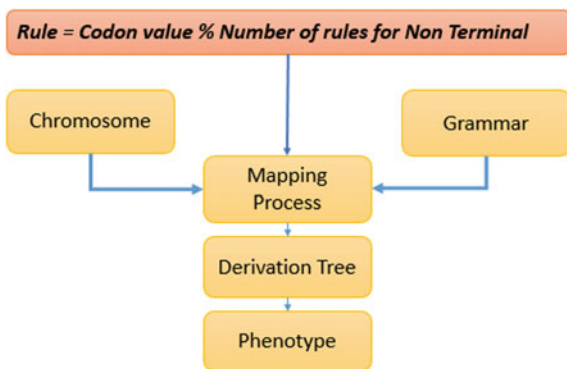 Rule = Codon value % Number of rules for Non Terminal
Chromosome
Grammar
Mapping
Process
Derivation Tree
Phenotype